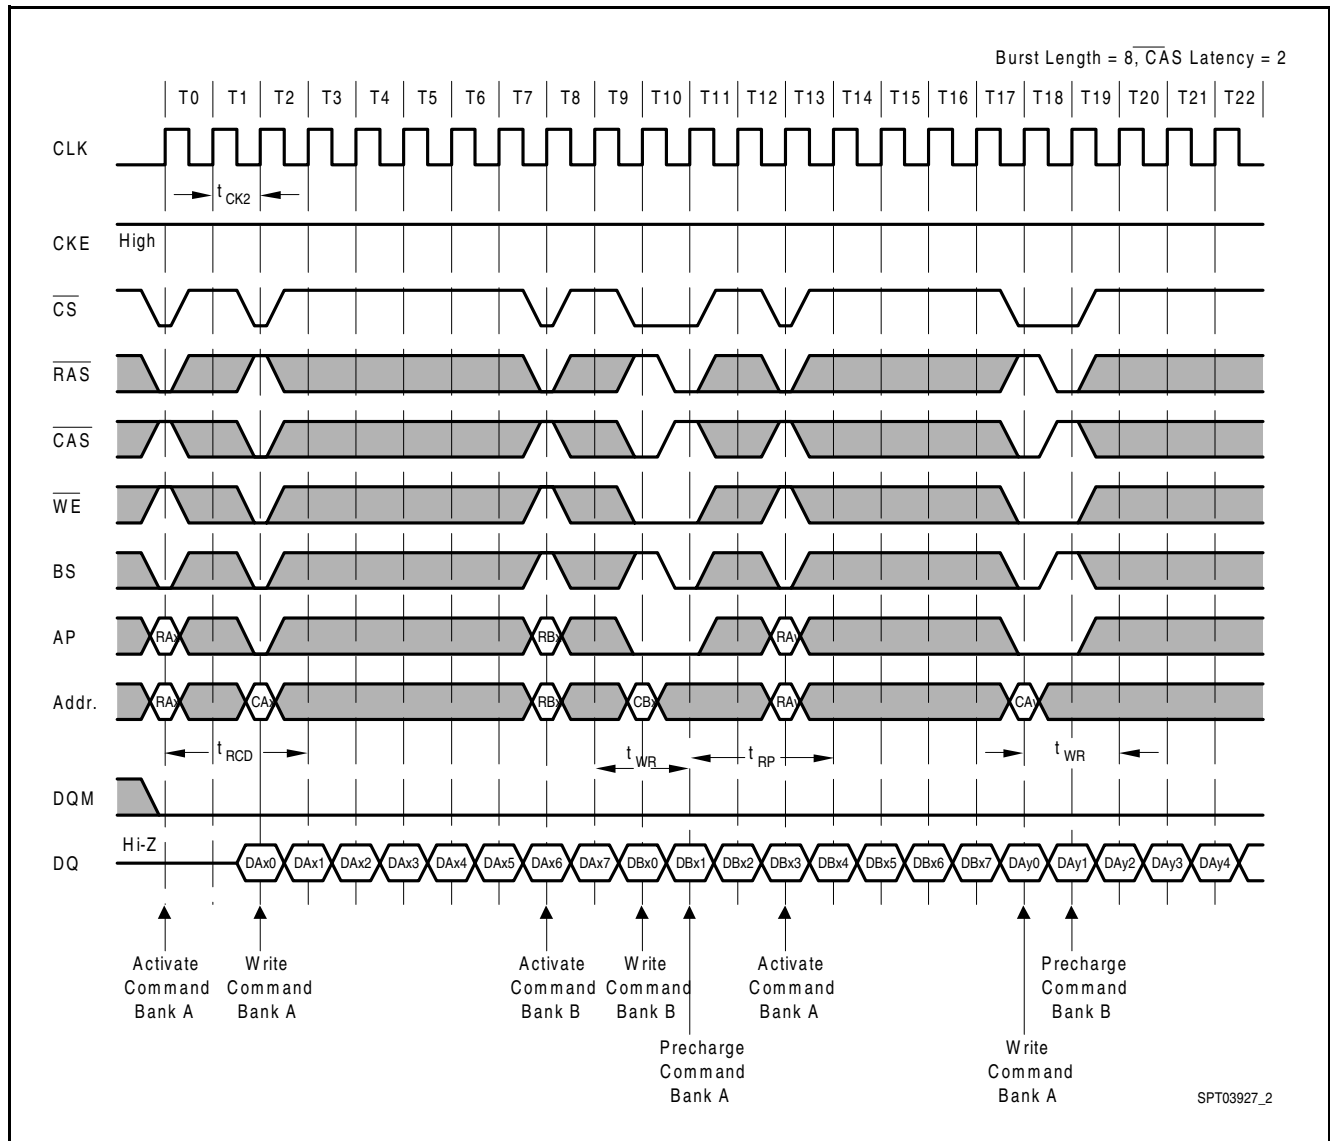 Burst Length = 8, CAS Latency = 2
T0 T1 T2 T3 T4 T5 T6 T7 T8 T9 T10 T11 T12 T13 T14 T15 T16 T17 T18 T19 T20 T21 T22
CLK
t CK2
CKE High
CS
RAS
CAS
WE
BS
AP RAx RBx RAy
Addr. RAx CAx RBx CBx RAy CAy
t RCD t WR t RP t WR
DQM
Hi-Z
DQ DAx0 DAx1 DAx2 DAx3 DAx4 DAx5 DAx6 DAx7 DBx0 DBx1 DBx2 DBx3 DBx4 DBx5 DBx6 DBx7 DAy0 DAy1 DAy2 DAy3 DAy4
Activate Write Activate Write Activate Precharge
Command Command Command Command Command Command
Bank A Bank A Bank B Bank B Bank A Bank B
Precharge Write
Command Command
Bank A Bank A
SPT03927_2